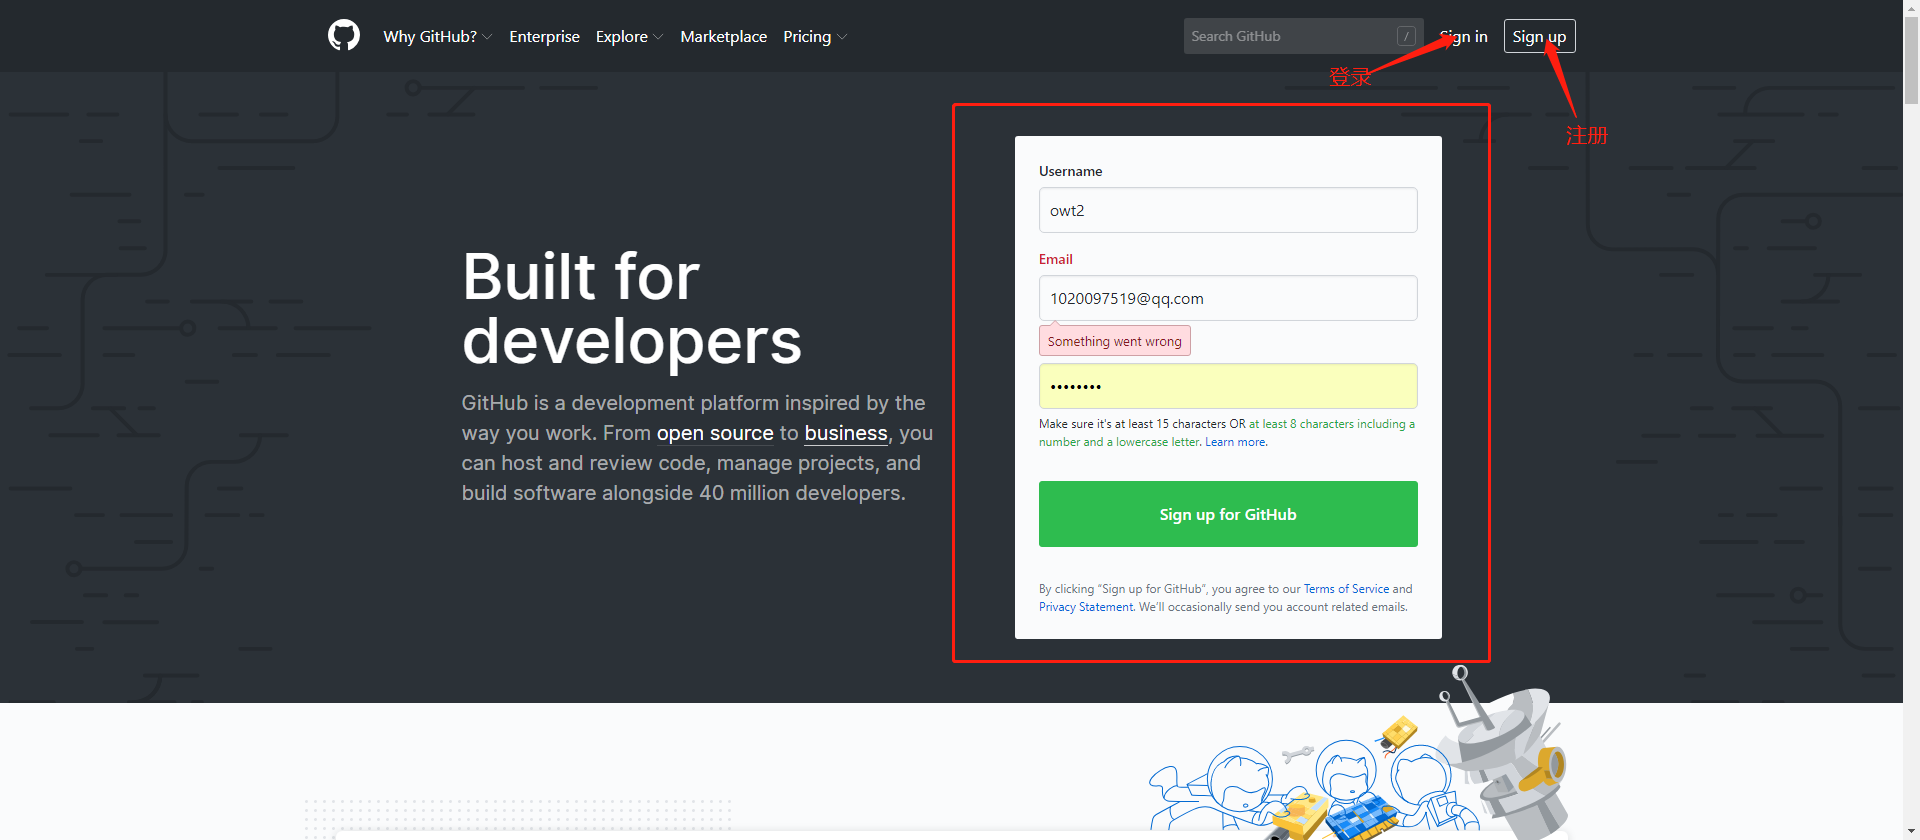 Why GitHub?
Enterprise
Explore
Marketplace
Pricing
Search GitHub
/
Sign in
Sign up
登录
注册
Built for
developers
GitHub is a development platform inspired by the
way you work. From open source to business, you
can host and review code, manage projects, and
build software alongside 40 million developers.
Username
owt2
Email
1020097519@qq.com
Something went wrong
••••••••
Make sure it's at least 15 characters OR at least 8 characters including a
number and a lowercase letter. Learn more.
Sign up for GitHub
By clicking “Sign up for GitHub”, you agree to our Terms of Service and
Privacy Statement. We’ll occasionally send you account related emails.